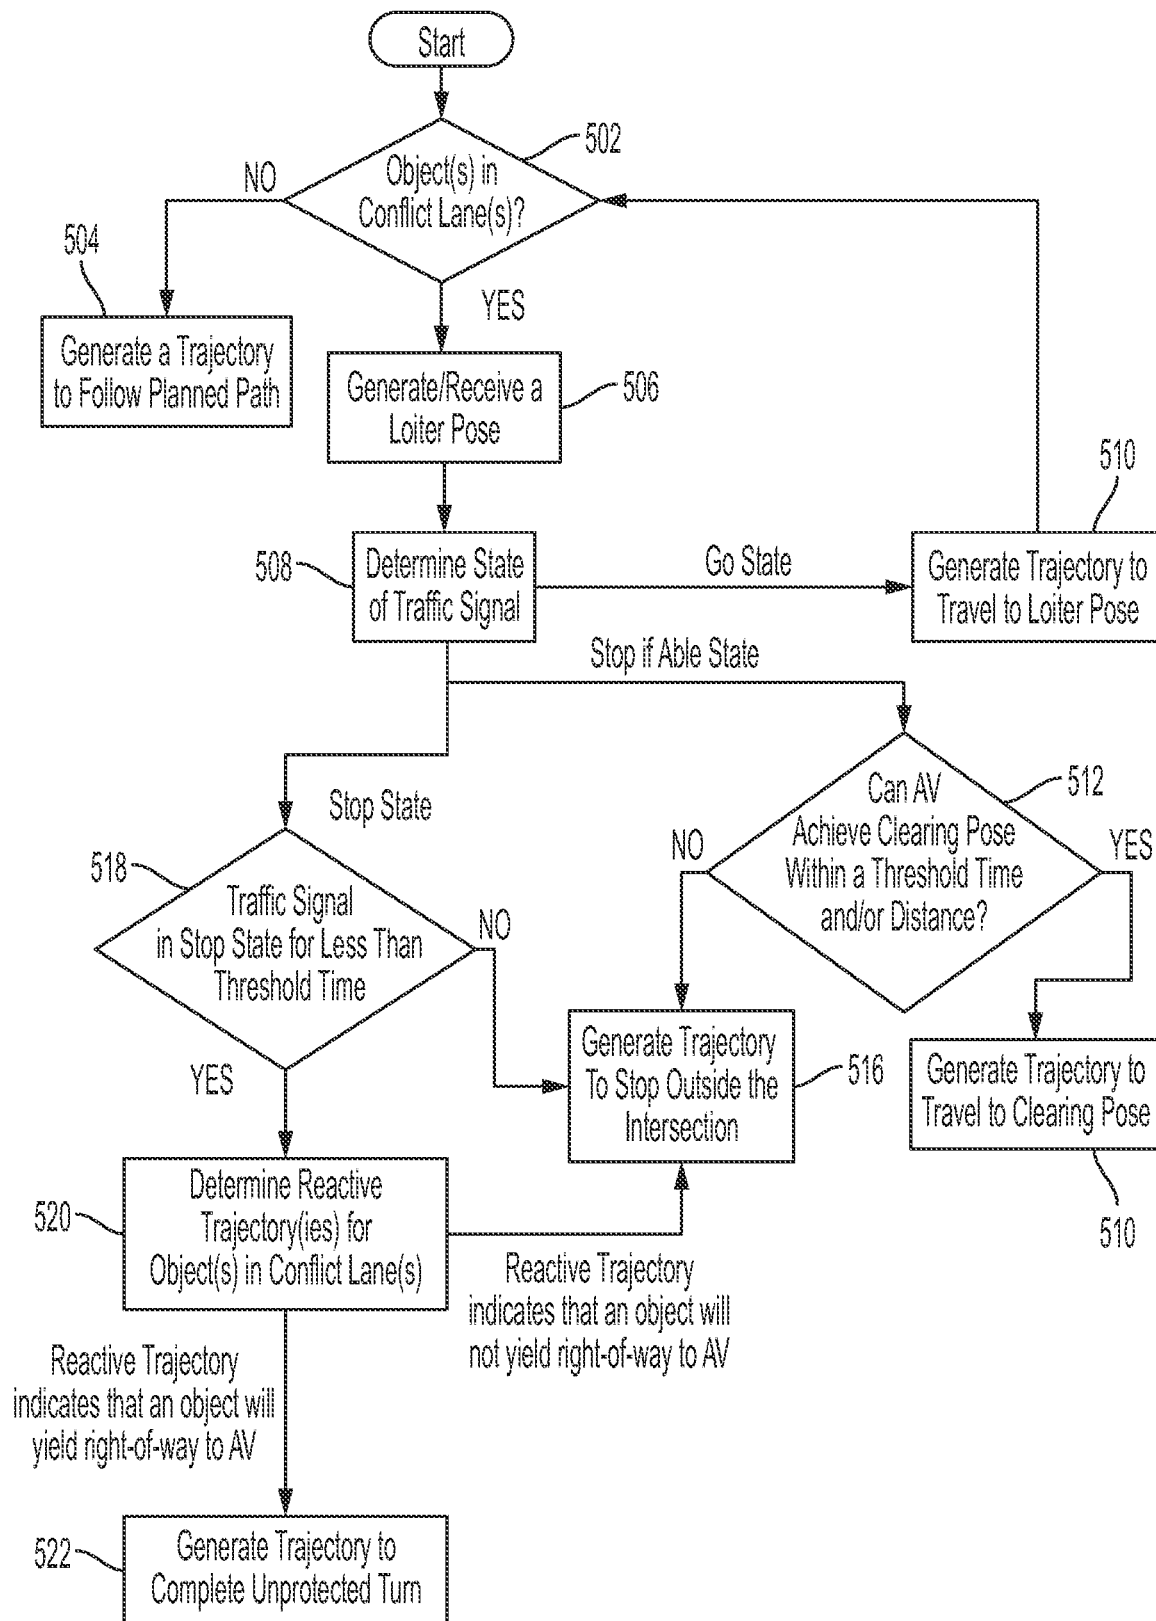 Start
502
Object(s) in
Conflict Lane(s)?
NO
YES
504
Generate a Trajectory
to Follow Planned Path
Generate/Receive a
Loiter Pose
506
508
Determine State
of Traffic Signal
Go State
510
Generate Trajectory to
Travel to Loiter Pose
Stop if Able State
Stop State
512
Can AV
Achieve Clearing Pose
Within a Threshold Time
and/or Distance?
NO
YES
518
Traffic Signal
in Stop State for Less Than
Threshold Time
NO
YES
Generate Trajectory
To Stop Outside the
Intersection
516
Generate Trajectory to
Travel to Clearing Pose
510
520
Determine Reactive
Trajectory(ies) for
Object(s) in Conflict Lane(s)
Reactive Trajectory
indicates that an object will
not yield right-of-way to AV
Reactive Trajectory
indicates that an object will
yield right-of-way to AV
522
Generate Trajectory to
Complete Unprotected Turn